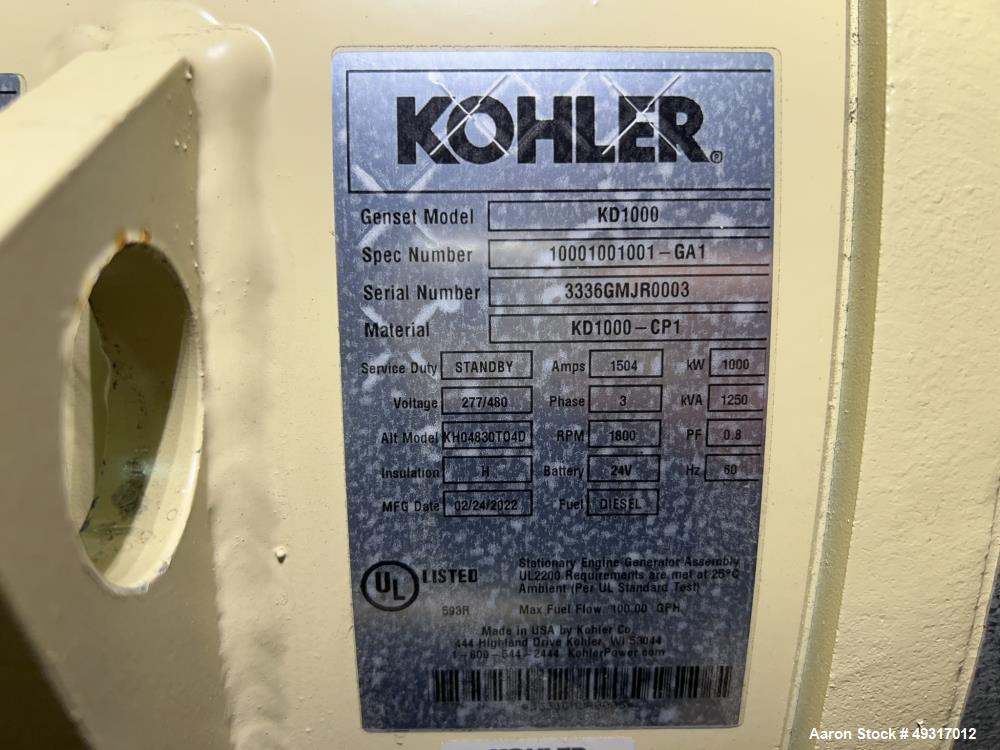 KOHLER®
Genset Model KD1000
Spec Number 10001001001-GA1
Serial Number 3336GMJR0003
Material KD1000-CP1
Service Duty STANDBY Amps 1504 kW 1000
Voltage 277/480 Phase 3 kVA 1250
Alt Model KH04830TO4D RPM 1800 PF 0.8
Insulation H Battery 24V Hz 60
MFG Date 02/24/2022 Fuel DIESEL
Stationary Engine Generator Assembly
UL LISTED UL2200 Requirements are met at 25°C
Ambient (Per UL Standard Test)
593R Max Fuel Flow 100.00 GPH
Made in USA by Kohler Co.
444 Highland Drive Kohler, WI 53044
1-800-544-2444 KohlerPower.com
KOHLER
Aaron Stock # 49317012